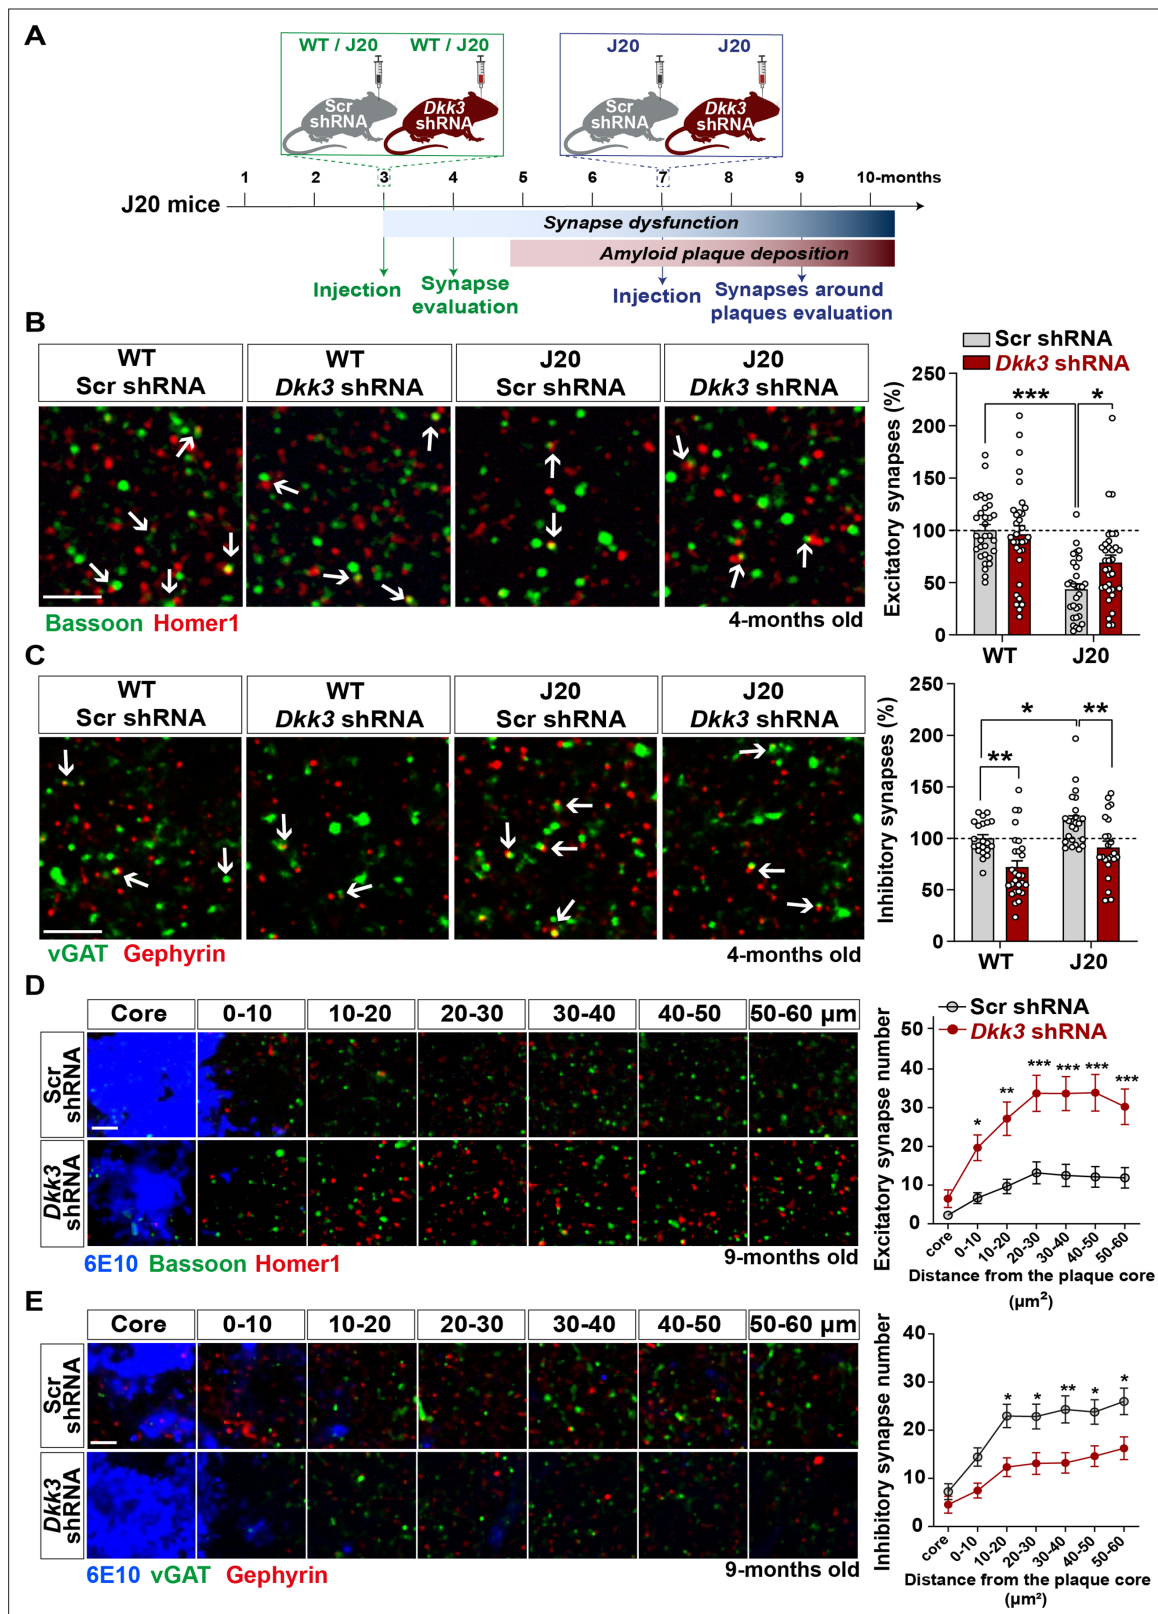 A
WT / J20 WT / J20 J20 J20
Scr shRNA
Dkk3 shRNA
Scr shRNA
Dkk3 shRNA
1 2 3 4 5 6 7 8 9 10-months
J20 mice
Synapse dysfunction
Amyloid plaque deposition
Injection
Synapse
evaluation
Injection
Synapses around
plaques evaluation
B
WT
Scr shRNA
WT
Dkk3 shRNA
J20
Scr shRNA
J20
Dkk3 shRNA
Bassoon Homer1
4-months old
Scr shRNA
Dkk3 shRNA
Excitatory synapses (%)
250
200
150
100
50
0
*** *
WT J20
C
WT
Scr shRNA
WT
Dkk3 shRNA
J20
Scr shRNA
J20
Dkk3 shRNA
vGAT Gephyrin
4-months old
Inhibitory synapses (%)
250
200
150
100
50
0
* **
**
WT J20
D
Core 0-10 10-20 20-30 30-40 40-50 50-60 µm
Scr
shRNA
Dkk3
shRNA
6E10 Bassoon Homer1
9-months old
Scr shRNA
Dkk3 shRNA
Excitatory synapse number
50
40
30
20
10
0
* ** *** *** *** ***
core 0-10 10-20 20-30 30-40 40-50 50-60
Distance from the plaque core
(µm²)
E
Core 0-10 10-20 20-30 30-40 40-50 50-60 µm
Scr
shRNA
Dkk3
shRNA
6E10 vGAT Gephyrin
9-months old
Inhibitory synapse number
40
30
20
10
0
* * ** * *
core 0-10 10-20 20-30 30-40 40-50 50-60
Distance from the plaque core
(µm²)